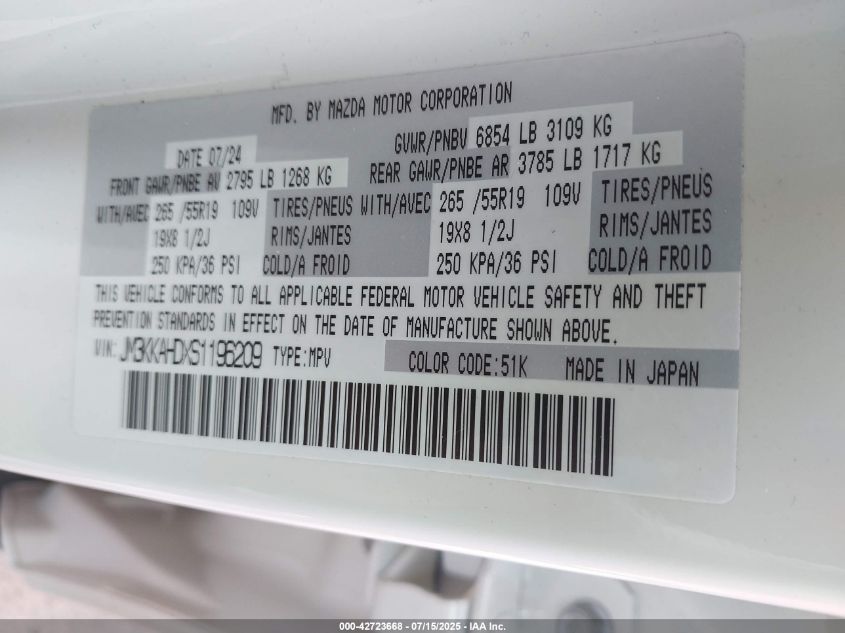 MFD. BY MAZDA MOTOR CORPORATION
DATE 07/24 GVWR/PNBV 6854 LB 3109 KG
FRONT GAWR/PNBE AV 2795 LB 1268 KG REAR GAWR/PNBE AR 3785 LB 1717 KG
WITH/AVEC 265 /55R19 109V TIRES/PNEUS WITH/AVEC 265 /55R19 109V TIRES/PNEUS
19X8 1/2J RIMS/JANTES 19X8 1/2J RIMS/JANTES
250 KPA/36 PSI COLD/A FROID 250 KPA/36 PSI COLD/A FROID
THIS VEHICLE CONFORMS TO ALL APPLICABLE FEDERAL MOTOR VEHICLE SAFETY AND THEFT
PREVENTION STANDARDS IN EFFECT ON THE DATE OF MANUFACTURE SHOWN ABOVE.
VIN: JM3KKAHDXS1196209 TYPE:MPV COLOR CODE:51K MADE IN JAPAN
000-42723668 - 07/15/2025 - IAA Inc.